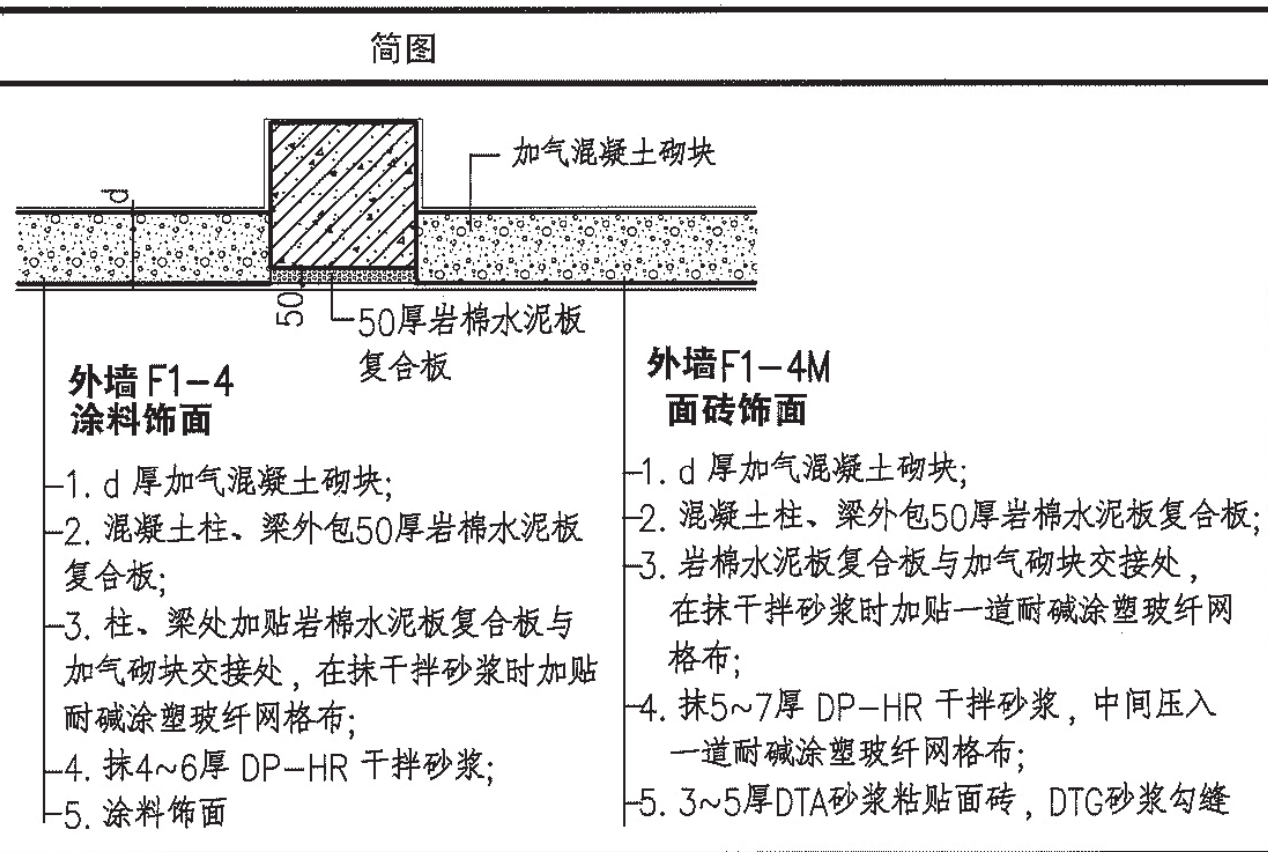 简图
加气混凝土砌块
d
50
50厚岩棉水泥板
复合板
外墙 F1-4
涂料饰面
1. d 厚加气混凝土砌块;
2. 混凝土柱、梁外包50厚岩棉水泥板
复合板;
3. 柱、梁处加贴岩棉水泥板复合板与
加气砌块交接处, 在抹干拌砂浆时加贴
耐碱涂塑玻纤网格布;
4. 抹4~6厚 DP-HR 干拌砂浆;
5. 涂料饰面
外墙F1-4M
面砖饰面
1. d 厚加气混凝土砌块;
2. 混凝土柱、梁外包50厚岩棉水泥板复合板;
3. 岩棉水泥板复合板与加气砌块交接处,
在抹干拌砂浆时加贴一道耐碱涂塑玻纤网
格布;
4. 抹5~7厚 DP-HR 干拌砂浆, 中间压入
一道耐碱涂塑玻纤网格布;
5. 3~5厚DTA砂浆粘贴面砖, DTG砂浆勾缝